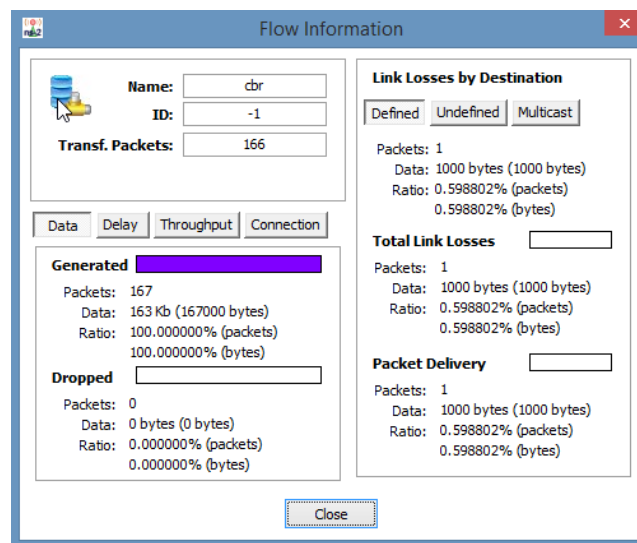 Flow Information
Name: cbr
ID: -1
Transf. Packets: 166
Data Delay Throughput Connection
Generated
Packets: 167
Data: 163 Kb (167000 bytes)
Ratio: 100.000000% (packets)
100.000000% (bytes)
Dropped
Packets: 0
Data: 0 bytes (0 bytes)
Ratio: 0.000000% (packets)
0.000000% (bytes)
Link Losses by Destination
Defined Undefined Multicast
Packets: 1
Data: 1000 bytes (1000 bytes)
Ratio: 0.598802% (packets)
0.598802% (bytes)
Total Link Losses
Packets: 1
Data: 1000 bytes (1000 bytes)
Ratio: 0.598802% (packets)
0.598802% (bytes)
Packet Delivery
Packets: 1
Data: 1000 bytes (1000 bytes)
Ratio: 0.598802% (packets)
0.598802% (bytes)
Close